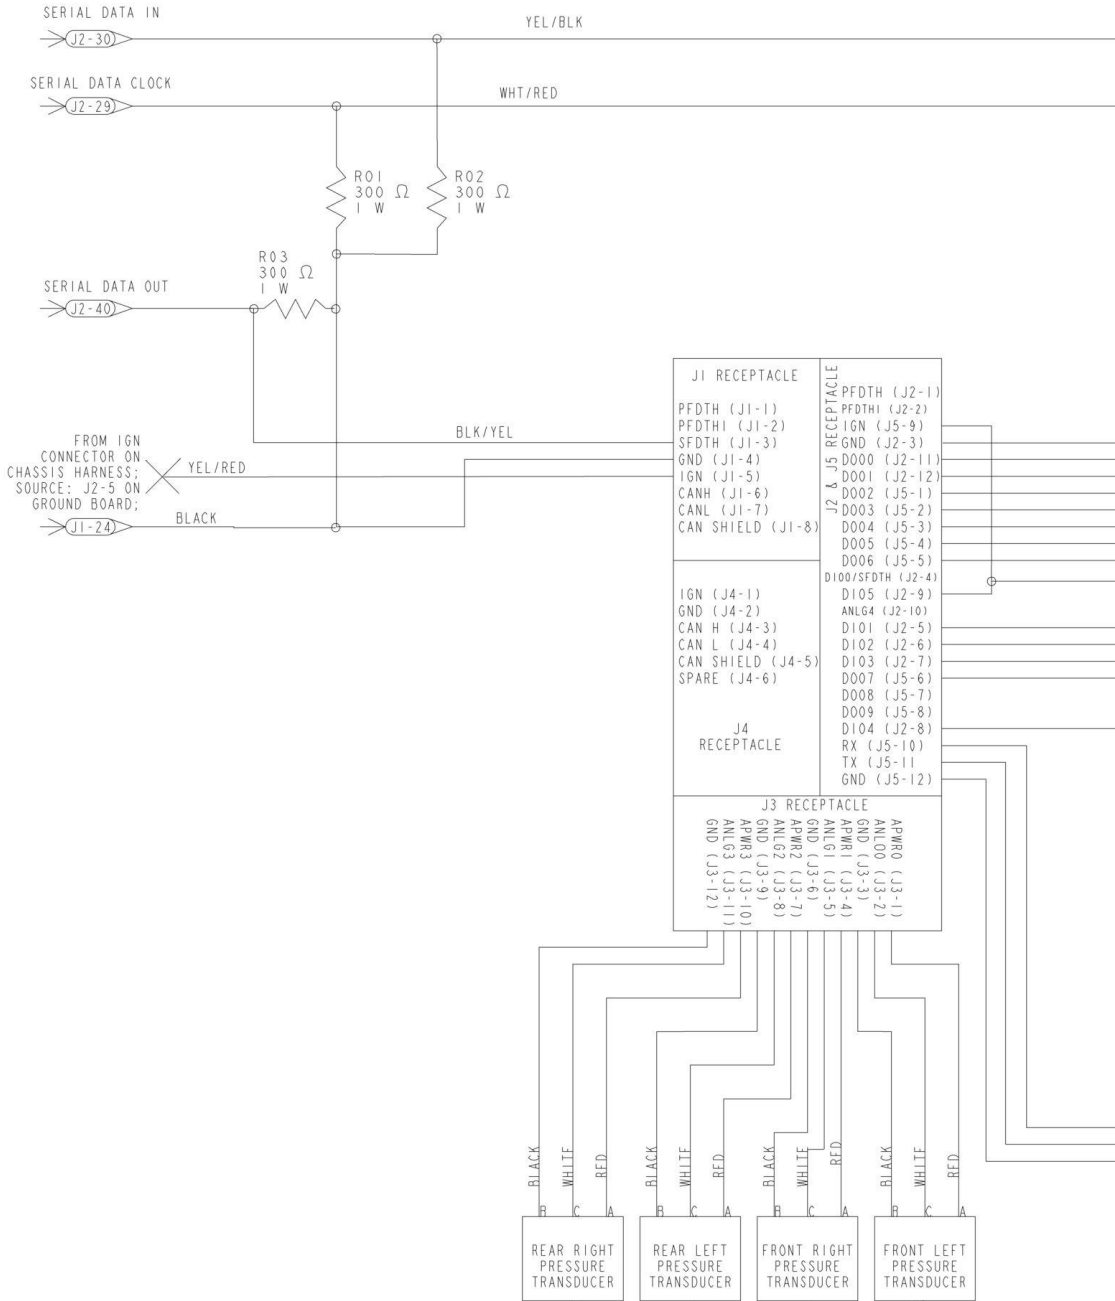 SERIAL DATA IN
J2-30
YEL/BLK
SERIAL DATA CLOCK
J2-29
WHT/RED
R01
300 Ω
1 W
R02
300 Ω
1 W
R03
300 Ω
1 W
SERIAL DATA OUT
J2-40
BLK/YEL
FROM IGN
CONNECTOR ON
CHASSIS HARNESS;
SOURCE: J2-5 ON
GROUND BOARD;
YEL/RED
J1-24
BLACK
J1 RECEPTACLE
PFDTH (J1-1)
PFDTH1 (J1-2)
SFDTH (J1-3)
GND (J1-4)
IGN (J1-5)
CANH (J1-6)
CANL (J1-7)
CAN SHIELD (J1-8)
IGN (J4-1)
GND (J4-2)
CAN H (J4-3)
CAN L (J4-4)
CAN SHIELD (J4-5)
SPARE (J4-6)
J4
RECEPTACLE
J2 & J5 RECEPTACLE
PFDTH (J2-1)
PFDTH1 (J2-2)
IGN (J5-9)
GND (J2-3)
DO00 (J2-11)
DO01 (J2-12)
DO02 (J5-1)
DO03 (J5-2)
DO04 (J5-3)
DO05 (J5-4)
DO06 (J5-5)
DIO0/SFDTH (J2-4)
DIO5 (J2-9)
ANLG4 (J2-10)
DIO1 (J2-5)
DIO2 (J2-6)
DIO3 (J2-7)
DO07 (J5-6)
DO08 (J5-7)
DO09 (J5-8)
DIO4 (J2-8)
RX (J5-10)
TX (J5-11
GND (J5-12)
J3 RECEPTACLE
GND (J3-12)
ANLG3 (J3-11)
APWR3 (J3-10)
GND (J3-9)
ANLG2 (J3-8)
APWR2 (J3-7)
GND (J3-6)
ANLG1 (J3-5)
APWR1 (J3-4)
GND (J3-3)
ANLO0 (J3-2)
APWR0 (J3-1)
BLACK
WHITE
RED
BLACK
WHITE
RED
BLACK
WHITE
RED
BLACK
WHITE
RED
B C A
B C A
B C A
B C A
REAR RIGHT
PRESSURE
TRANSDUCER
REAR LEFT
PRESSURE
TRANSDUCER
FRONT RIGHT
PRESSURE
TRANSDUCER
FRONT LEFT
PRESSURE
TRANSDUCER